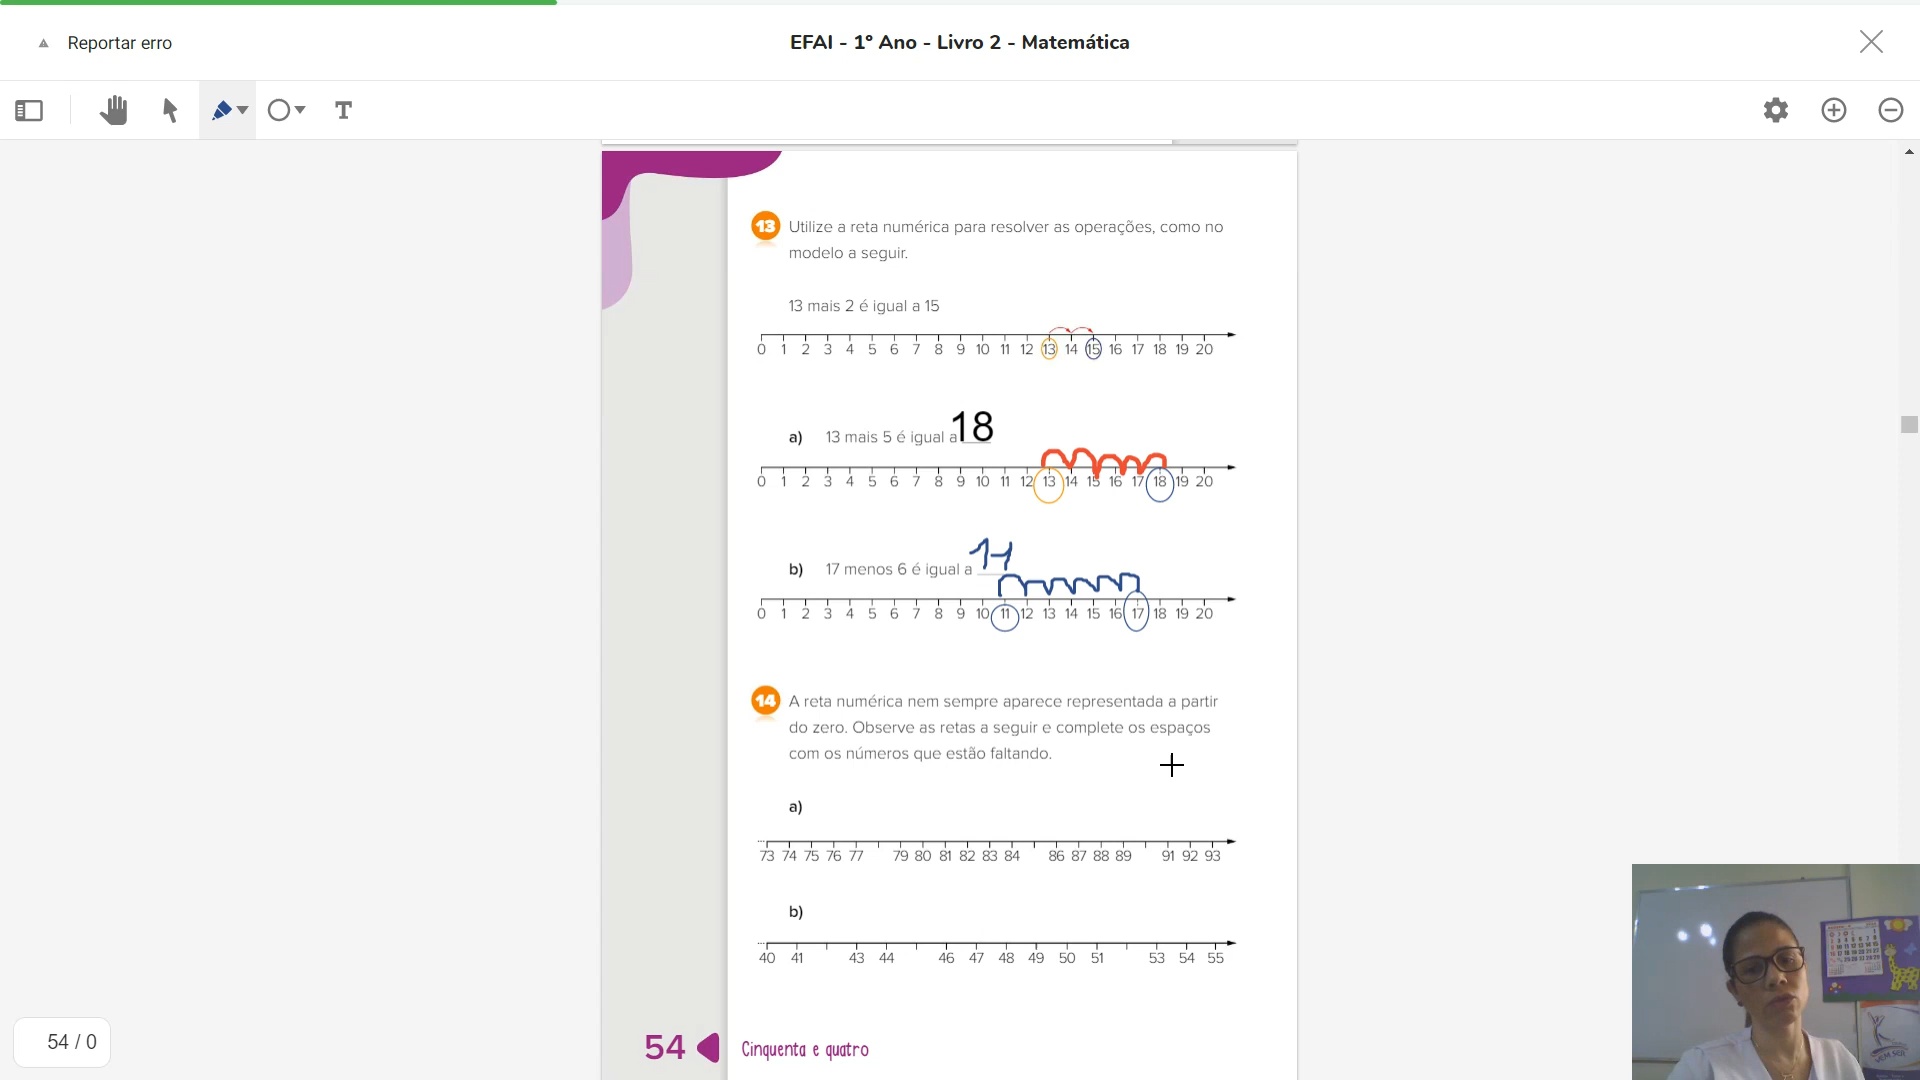 Reportar erro
EFAI - 1º Ano - Livro 2 - Matemática
T
13 Utilize a reta numérica para resolver as operações, como no
modelo a seguir.
13 mais 2 é igual a 15
0 1 2 3 4 5 6 7 8 9 10 11 12 13 14 15 16 17 18 19 20
a) 13 mais 5 é igual a 18
0 1 2 3 4 5 6 7 8 9 10 11 12 13 14 15 16 17 18 19 20
b) 17 menos 6 é igual a 11
0 1 2 3 4 5 6 7 8 9 10 11 12 13 14 15 16 17 18 19 20
14 A reta numérica nem sempre aparece representada a partir
do zero. Observe as retas a seguir e complete os espaços
com os números que estão faltando.
a)
73 74 75 76 77 79 80 81 82 83 84 86 87 88 89 91 92 93
b)
40 41 43 44 46 47 48 49 50 51 53 54 55
54 Cinquenta e quatro
54 / 0